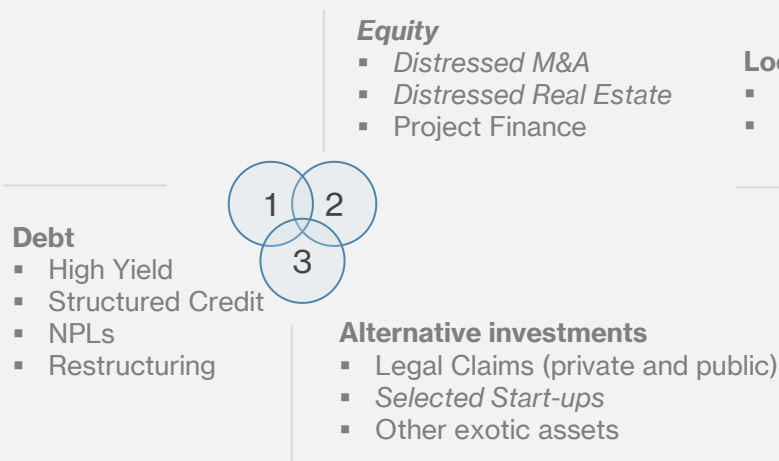 Equity
▪ Distressed M&A
▪ Distressed Real Estate
▪ Project Finance
1 2
3
Debt
▪ High Yield
▪ Structured Credit
▪ NPLs
▪ Restructuring
Alternative investments
▪ Legal Claims (private and public)
▪ Selected Start-ups
▪ Other exotic assets